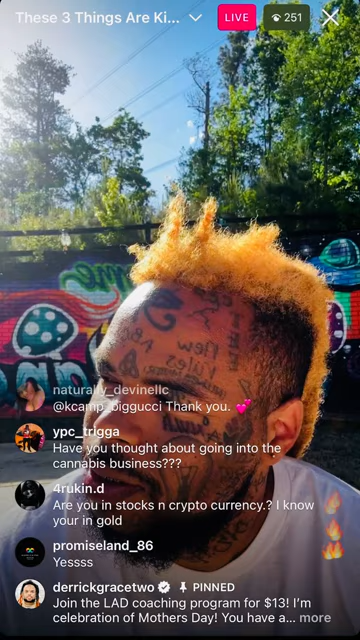 These 3 Things Are Ki...
LIVE
251
naturally_devinellc
@kcamp_biggucci Thank you. 💕
ypc_trigga
Have you thought about going into the
cannabis business???
4rukin.d
Are you in stocks n crypto currency.? I know
your in gold
promiseland_86
Yessss
derrickgracetwo PINNED
Join the LAD coaching program for $13! I'm
celebration of Mothers Day! You have a... more